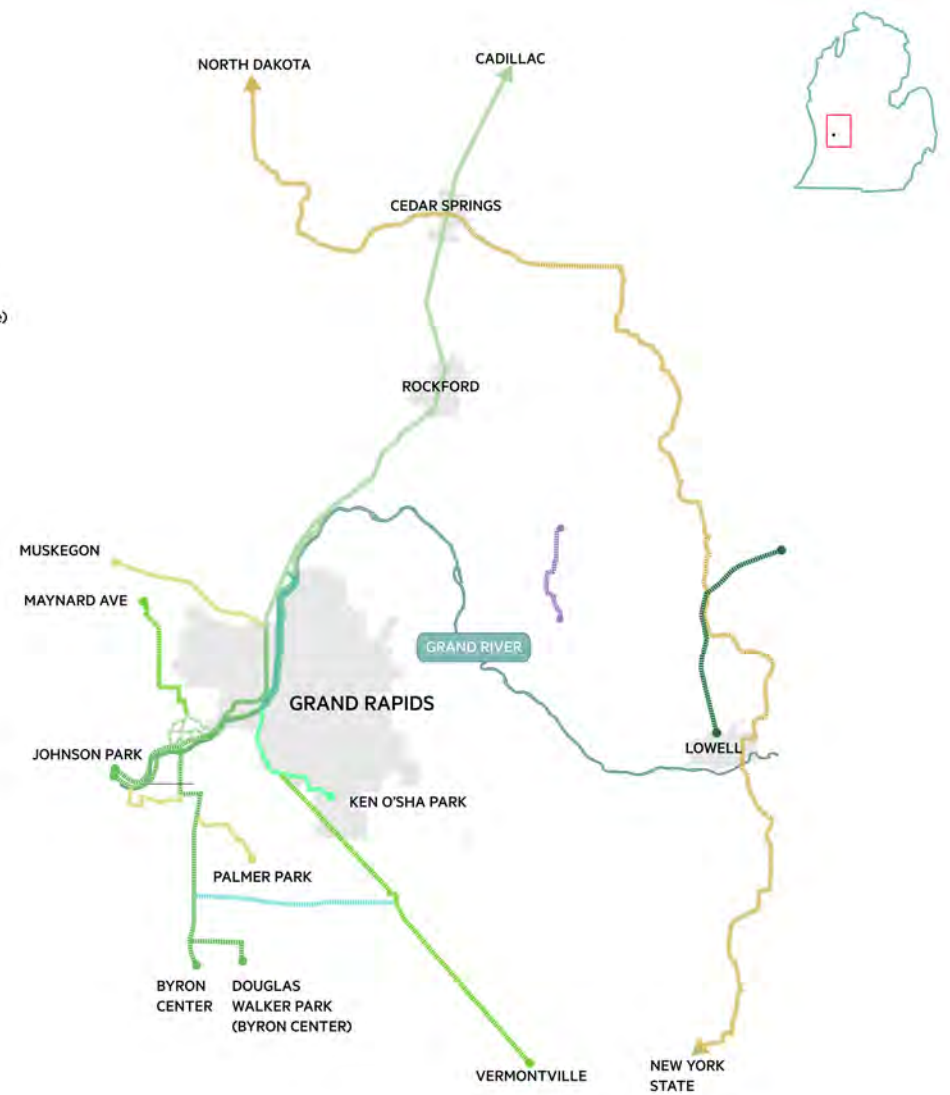 NORTH DAKOTA
CADILLAC
CEDAR SPRINGS
ROCKFORD
MUSKEGON
MAYNARD AVE
GRAND RIVER
GRAND RAPIDS
JOHNSON PARK
LOWELL
KEN O'SHA PARK
PALMER PARK
BYRON
CENTER
DOUGLAS
WALKER PARK
(BYRON CENTER)
VERMONTVILLE
NEW YORK
STATE